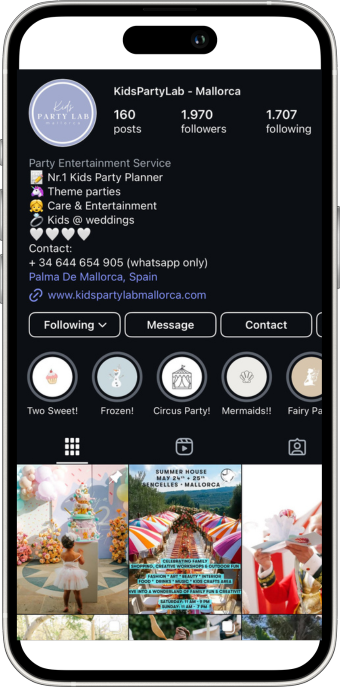 KidsPartyLab - Mallorca
Kids
PARTY LAB
mallorca
160 1.970 1.707
posts followers following
Party Entertainment Service
Nr.1 Kids Party Planner
Theme parties
Care & Entertainment
Kids @ weddings
Contact:
+ 34 644 654 905 (whatsapp only)
Palma De Mallorca, Spain
www.kidspartylabmallorca.com
Following Message Contact
Two Sweet! Frozen! Circus Party! Mermaids!! Fairy Pa
SUMMER HOUSE
MAY 24TH + 25TH
SENCELLES - MALLORCA
CELEBRATING FAMILY
SHOPPING, CREATIVE WORKSHOPS & OUTDOOR FUN
FASHION * ART * BEAUTY * INTERIOR
FOOD * DRINKS * MUSIC * KIDS CRAFTS AREA
INTO A WONDERLAND OF FAMILY FUN & CREATIVIT
SATURDAY: 11 AM - 9 PM
SUNDAY: 11 AM - 7 PM